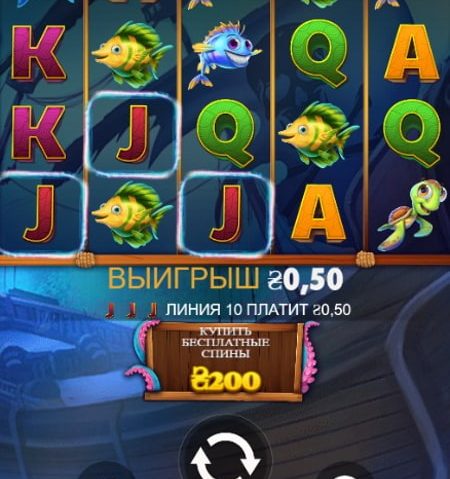 K Q A
K J Q Q
J J A
ВЫИГРЫШ ₴0,50
J J J ЛИНИЯ 10 ПЛАТИТ ₴0,50
КУПИТЬ
БЕСПЛАТНЫЕ
СПИНЫ
₴200